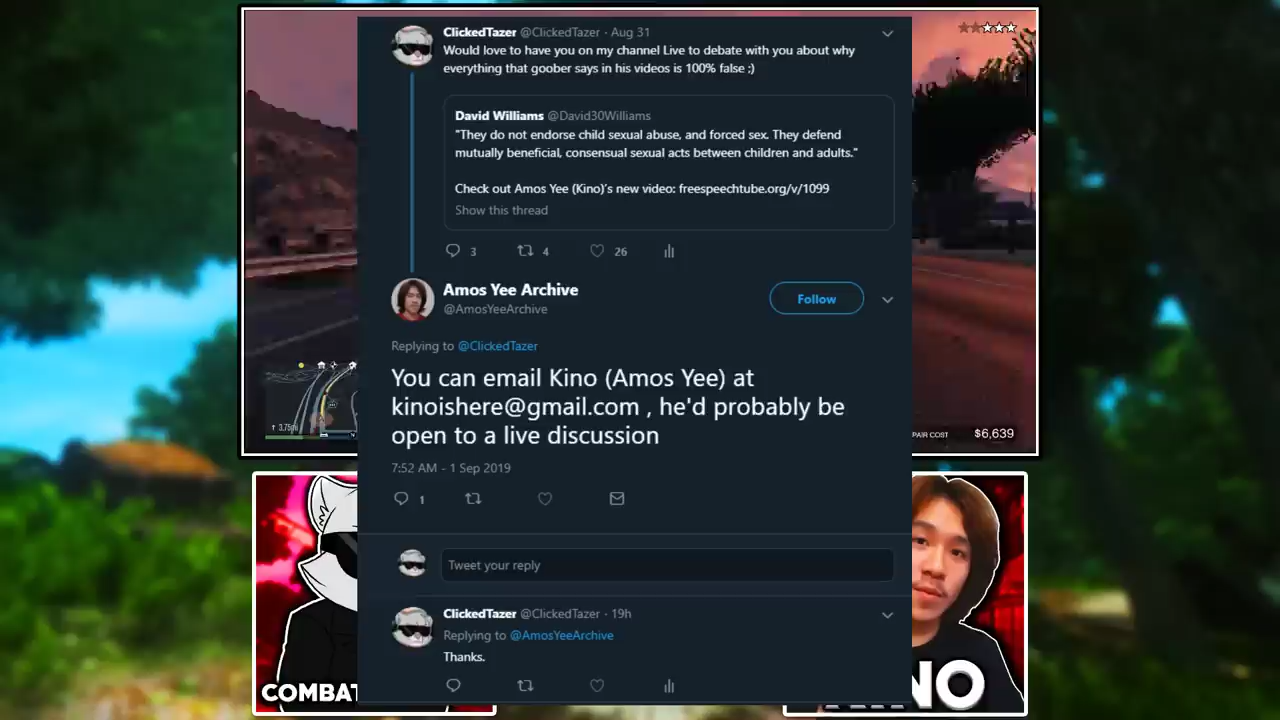 ClickedTazer @ClickedTazer · Aug 31
Would love to have you on my channel Live to debate with you about why
everything that goober says in his videos is 100% false ;)
David Williams @David30Williams
"They do not endorse child sexual abuse, and forced sex. They defend
mutually beneficial, consensual sexual acts between children and adults."
Check out Amos Yee (Kino)'s new video: freespeechtube.org/v/1099
Show this thread
3 4 26
Amos Yee Archive
@AmosYeeArchive
Follow
Replying to @ClickedTazer
You can email Kino (Amos Yee) at
kinoishere@gmail.com , he'd probably be
open to a live discussion
7:52 AM - 1 Sep 2019
1
Tweet your reply
ClickedTazer @ClickedTazer · 19h
Replying to @AmosYeeArchive
Thanks.
PAIR COST $6,639
COMBAT